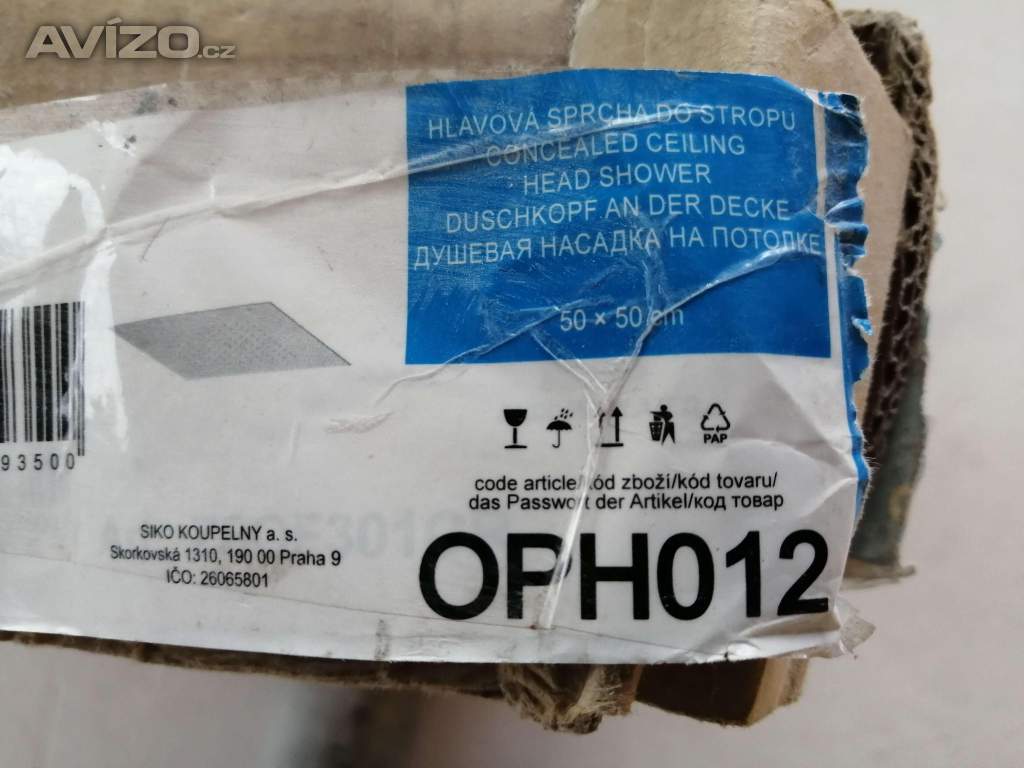 AVÍZO.cz
HLAVOVÁ SPRCHA DO STROPU
CONCEALED CEILING
HEAD SHOWER
DUSCHKOPF AN DER DECKE
ДУШЕВАЯ НАСАДКА НА ПОТОЛКЕ
50 × 50 cm
PAP
93500
code article/kód zboží/kód tovaru/
das Passwort der Artikel/код товар
SIKO KOUPELNY a. s.
Skorkovská 1310, 190 00 Praha 9
IČO: 26065801
OPH012